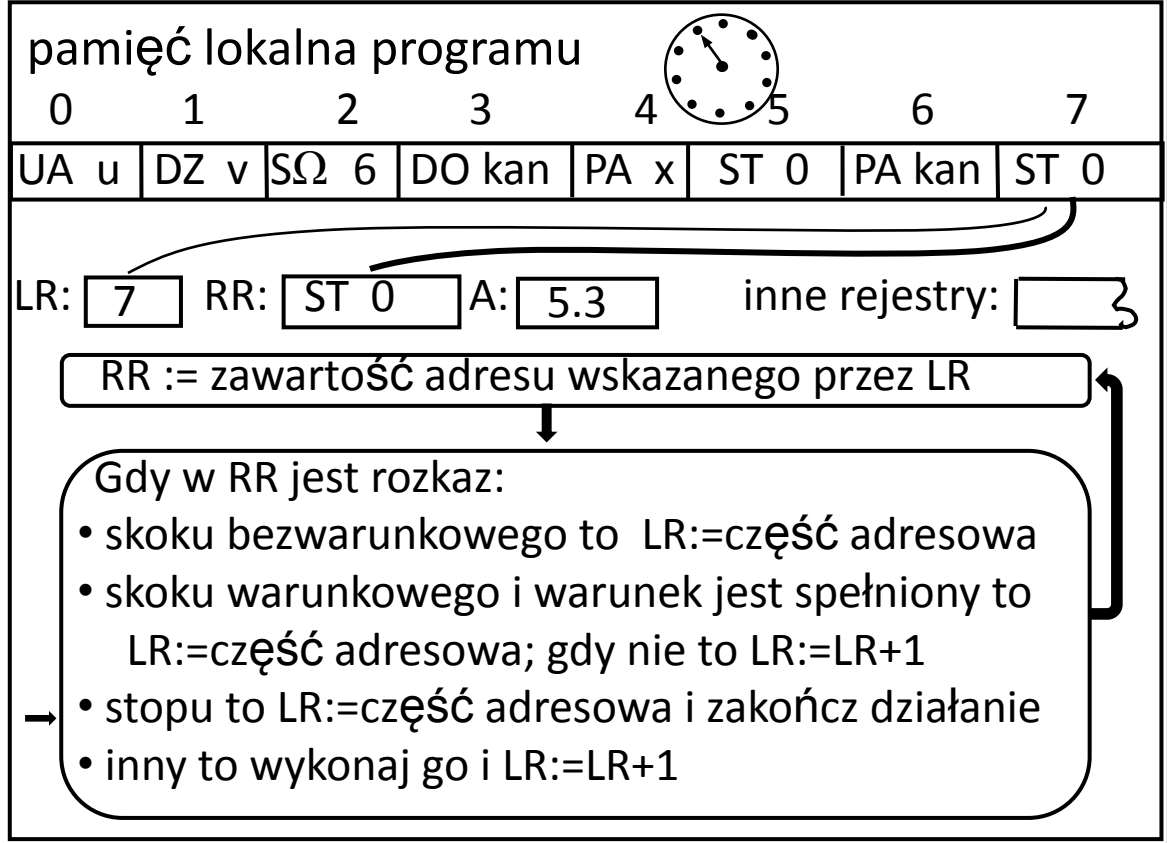 pamięć lokalna programu
0 1 2 3 4 5 6 7
UA u DZ v SΩ 6 DO kan PA x ST 0 PA kan ST 0
LR: 7 RR: ST 0 A: 5.3 inne rejestry:
RR := zawartość adresu wskazanego przez LR
Gdy w RR jest rozkaz:
• skoku bezwarunkowego to LR:=część adresowa
• skoku warunkowego i warunek jest spełniony to
LR:=część adresowa; gdy nie to LR:=LR+1
• stopu to LR:=część adresowa i zakończ działanie
• inny to wykonaj go i LR:=LR+1